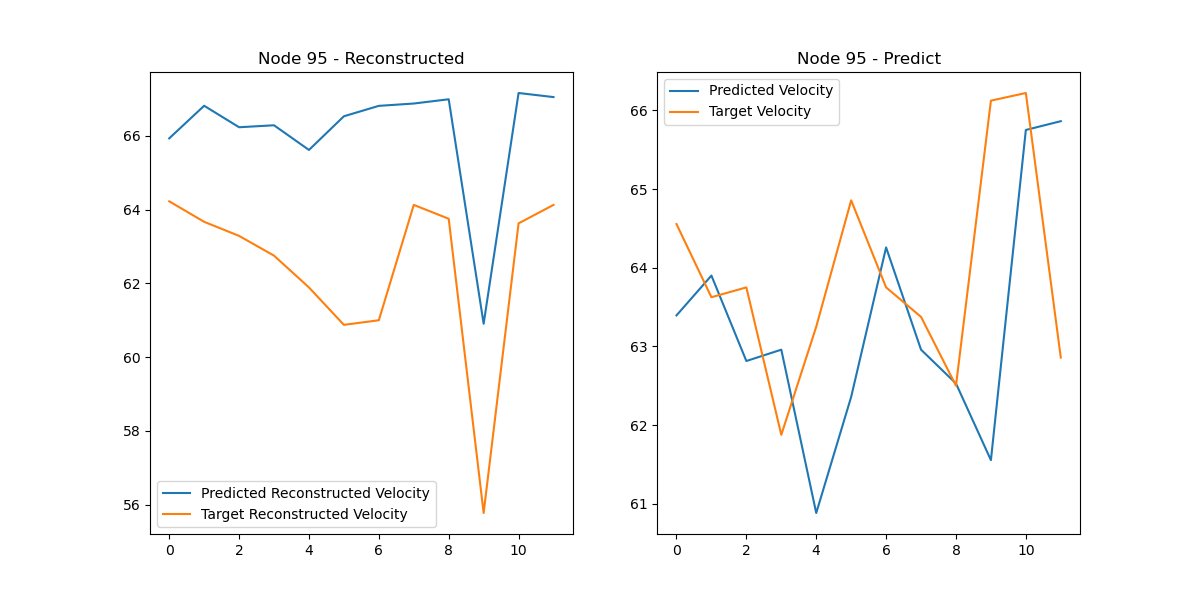 Node 95 - Reconstructed
66
64
62
60
58
56
Predicted Reconstructed Velocity
Target Reconstructed Velocity
0 2 4 6 8 10
Node 95 - Predict
Predicted Velocity
Target Velocity
66
65
64
63
62
61
0 2 4 6 8 10